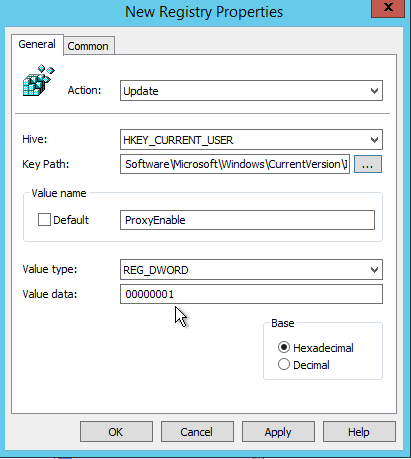 New Registry Properties
x
General Common
Action: Update
Hive: HKEY_CURRENT_USER
Key Path: Software\Microsoft\Windows\CurrentVersion\I ...
Value name
Default ProxyEnable
Value type: REG_DWORD
Value data: 00000001
Base
Hexadecimal
Decimal
OK Cancel Apply Help